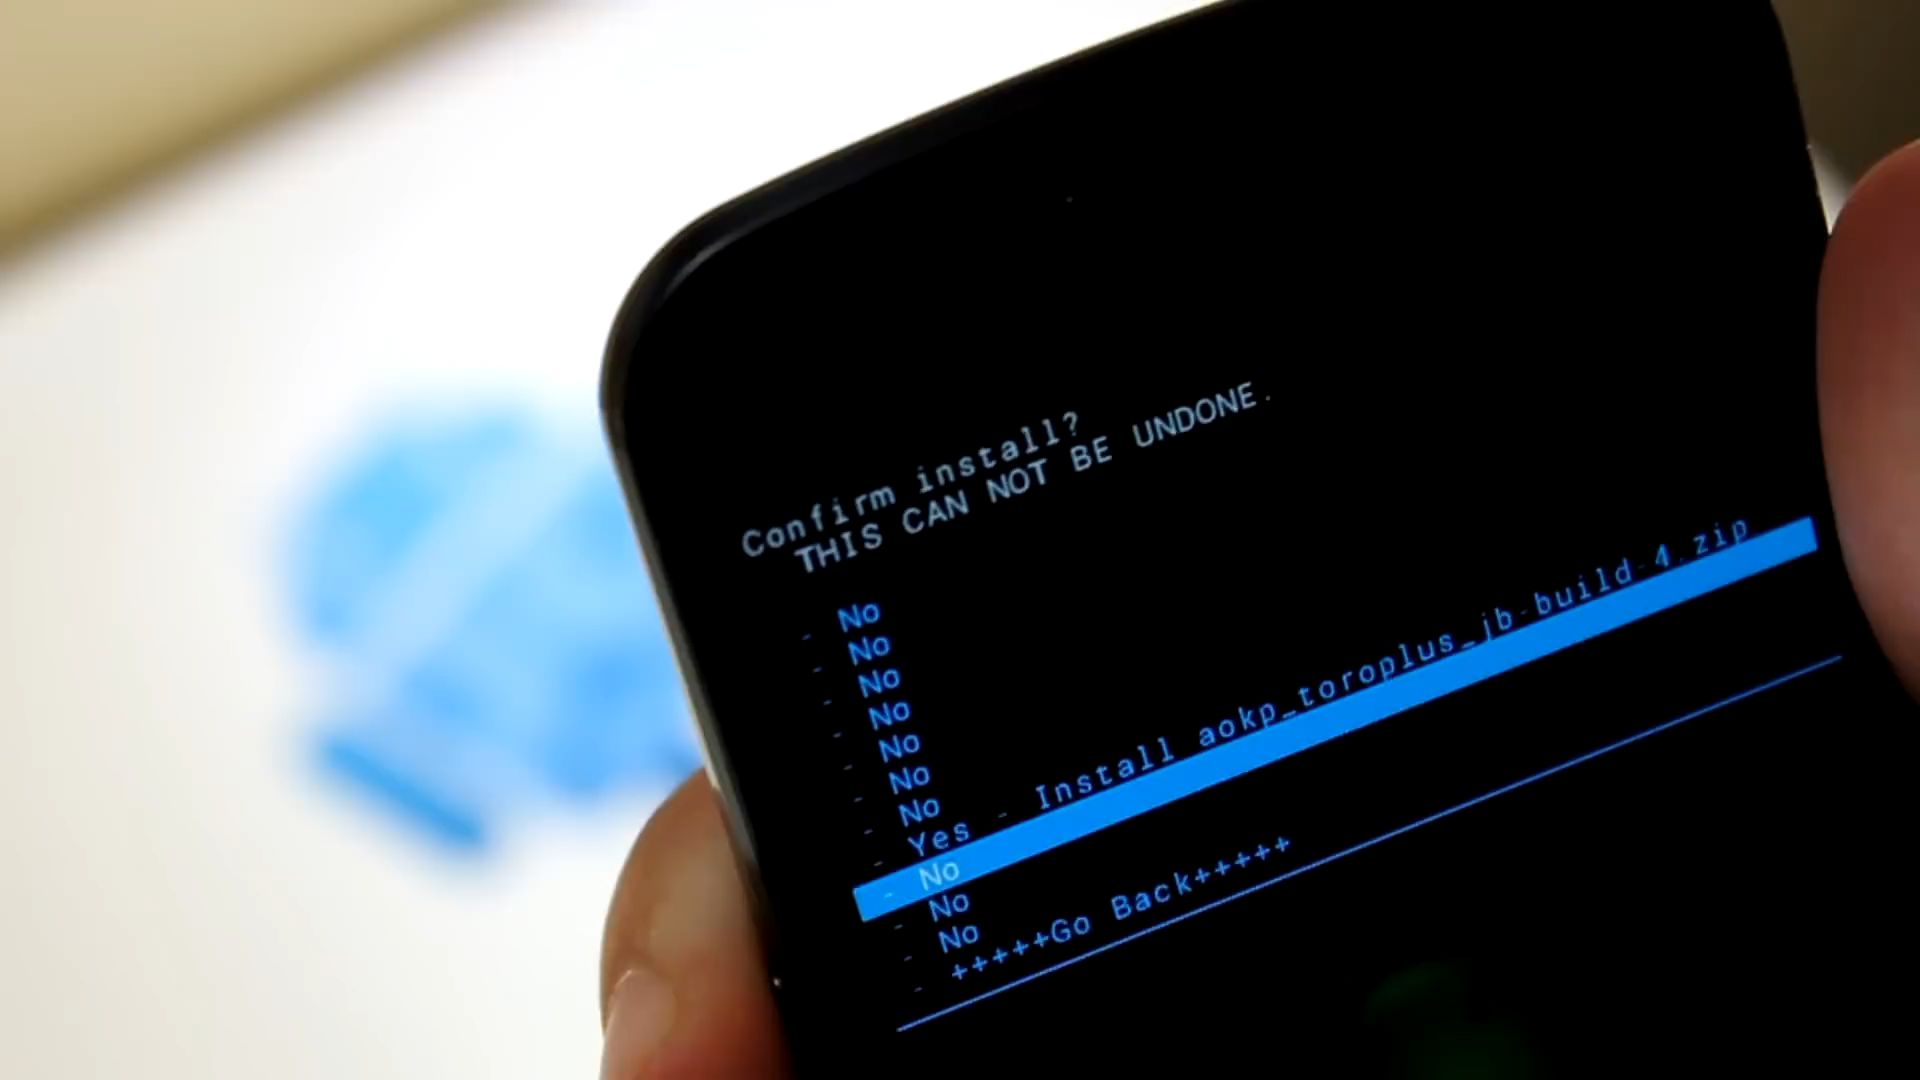 Confirm install?
THIS CAN NOT BE UNDONE.
- No
- No
- No
- No
- No
- No
- No
- Yes - Install aokp_toroplus_jb-build-4.zip
- No
- No
- No
- +++++Go Back+++++